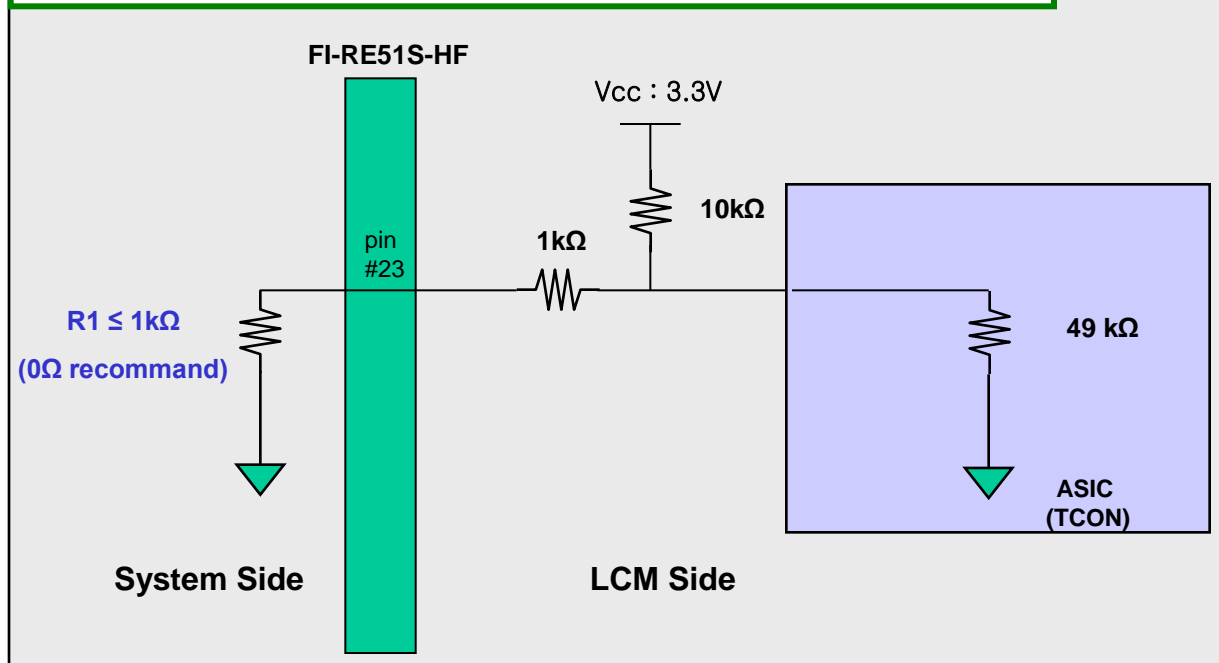 FI-RE51S-HF
Vcc : 3.3V
10kΩ
1kΩ
pin
#23
R1 ≤ 1kΩ
(0Ω recommand)
49 kΩ
ASIC
(TCON)
System Side
LCM Side